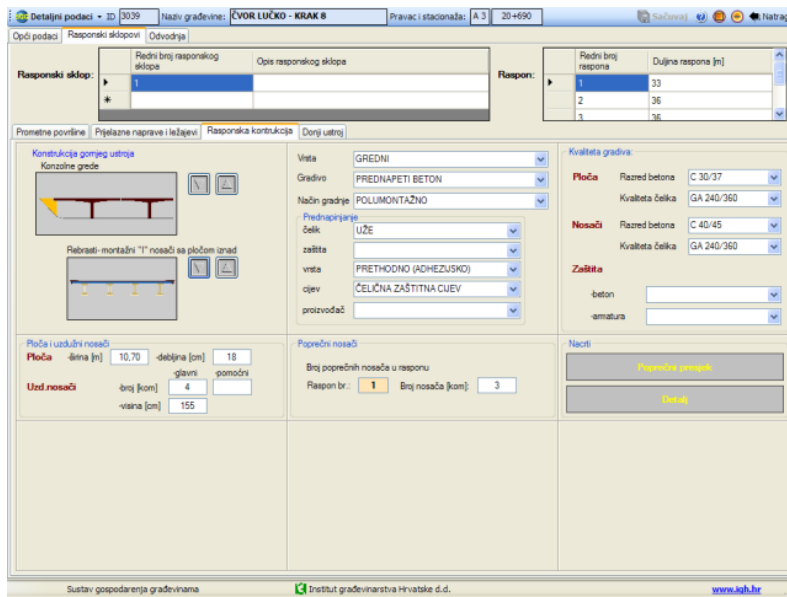 Detaljni podaci - ID 3039 Naziv građevine: ČVOR LUČKO - KRAK 8 Pravac i stacionaža: A 3 20+690 Sačuvaj Natrag
Opći podaci Rasponski sklopovi Odvodnja
Rasponski sklop:
Redni broj rasponskog sklopa Opis rasponskog sklopa
1
Raspon:
Redni broj raspona Duljina raspona [m]
1 33
2 36
3 36
Prometne površine Prijelazne naprave i ležajevi Rasponska kontrukcija Donji ustroj
Konstrukcija gornjeg ustroja
Konzolne grede
Rebrasti- montažni "I" nosači sa pločom iznad
Vrsta GREDNI
Gradivo PREDNAPETI BETON
Način gradnje POLUMONTAŽNO
Prednapinjanje
čelik UŽE
zaštita
vrsta PRETHODNO (ADHEZIJSKO)
cijev ČELIČNA ZAŠTITNA CIJEV
proizvođač
Kvaliteta gradiva:
Ploča Razred betona C 30/37
Kvaliteta čelika GA 240/360
Nosači Razred betona C 40/45
Kvaliteta čelika GA 240/360
Zaštita
-beton
-armatura
Ploča i uzdužni nosači
Ploča -širina [m] 10,70 -debljina [cm] 18
-glavni -pomoćni
Uzd.nosači -broj [kom] 4
-visina [cm] 155
Poprečni nosači
Broj poprečnih nosača u rasponu
Raspon br.: 1 Broj nosača [kom]: 3
Nacrti
Poprečni presjek
Detalj
Sustav gospodarenja građevinama Institut građevinarstva Hrvatske d.d. www.igh.hr